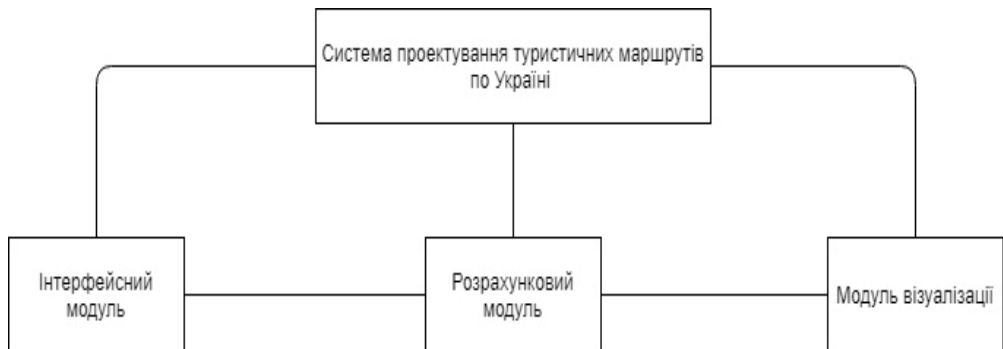 Система проектування туристичних маршрутів
по Україні
Інтерфейсний
модуль
Розрахунковий
модуль
Модуль візуалізації